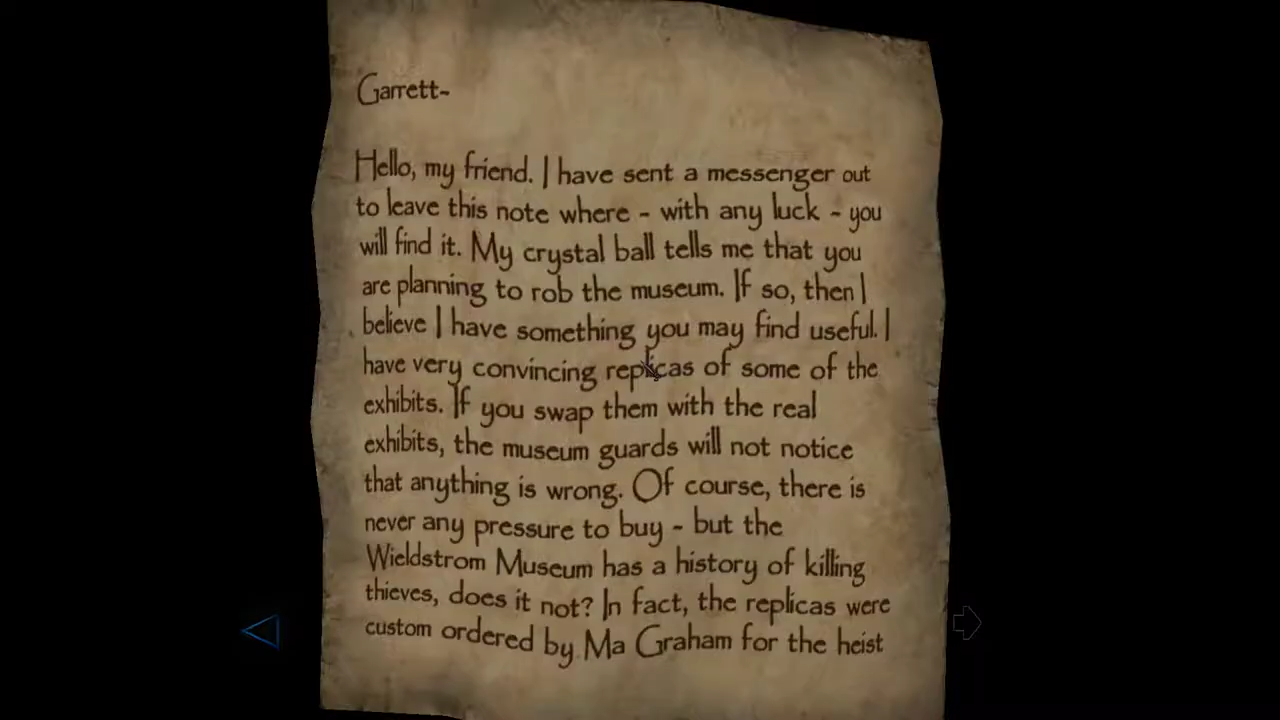 Garrett-
Hello, my friend. I have sent a messenger out
to leave this note where - with any luck - you
will find it. My crystal ball tells me that you
are planning to rob the museum. If so, then I
believe I have something you may find useful. I
have very convincing replicas of some of the
exhibits. If you swap them with the real
exhibits, the museum guards will not notice
that anything is wrong. Of course, there is
never any pressure to buy - but the
Wieldstrom Museum has a history of killing
thieves, does it not? In fact, the replicas were
custom ordered by Ma Graham for the heist